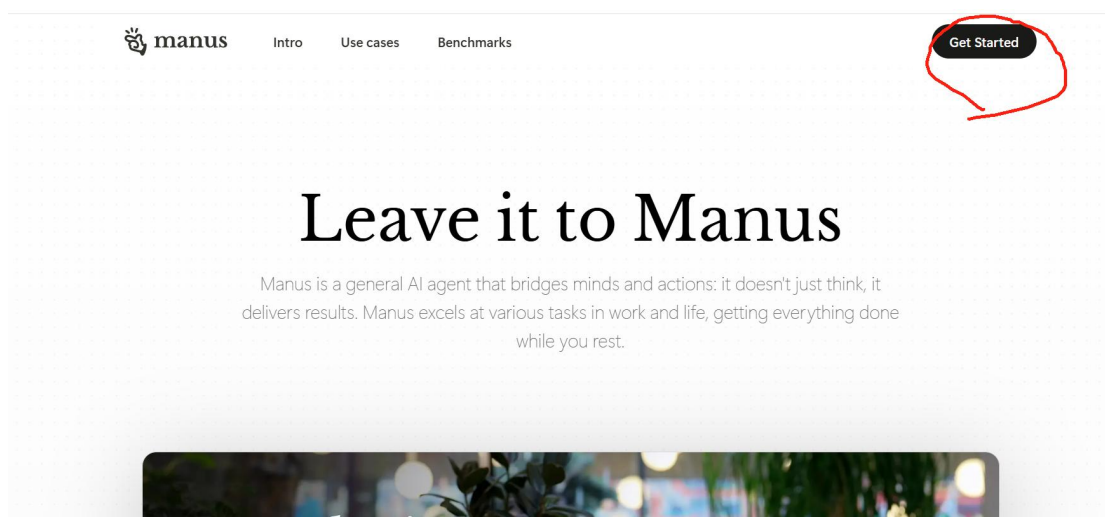 manus
Intro
Use cases
Benchmarks
Get Started
Leave it to Manus
Manus is a general AI agent that bridges minds and actions: it doesn't just think, it
delivers results. Manus excels at various tasks in work and life, getting everything done
while you rest.